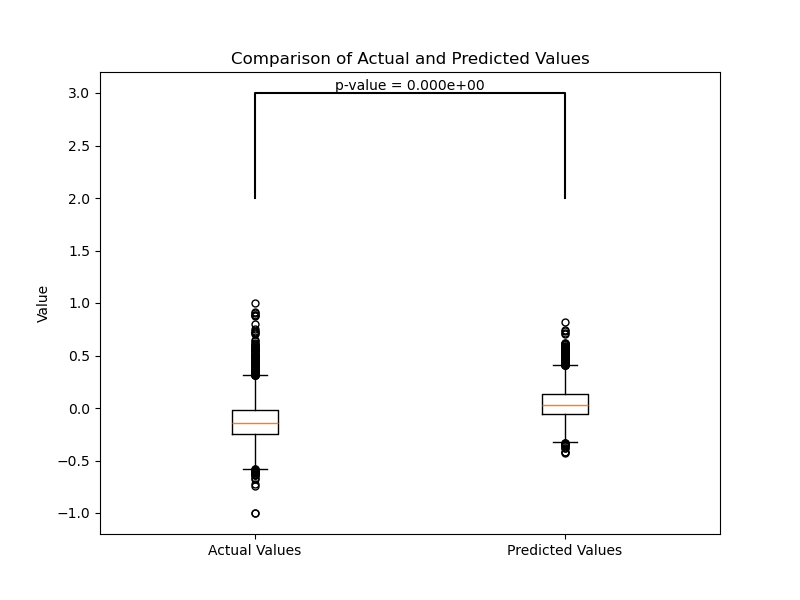 Comparison of Actual and Predicted Values
p-value = 0.000e+00
3.0
2.5
2.0
1.5
1.0
0.5
0.0
−0.5
−1.0
Value
Actual Values
Predicted Values